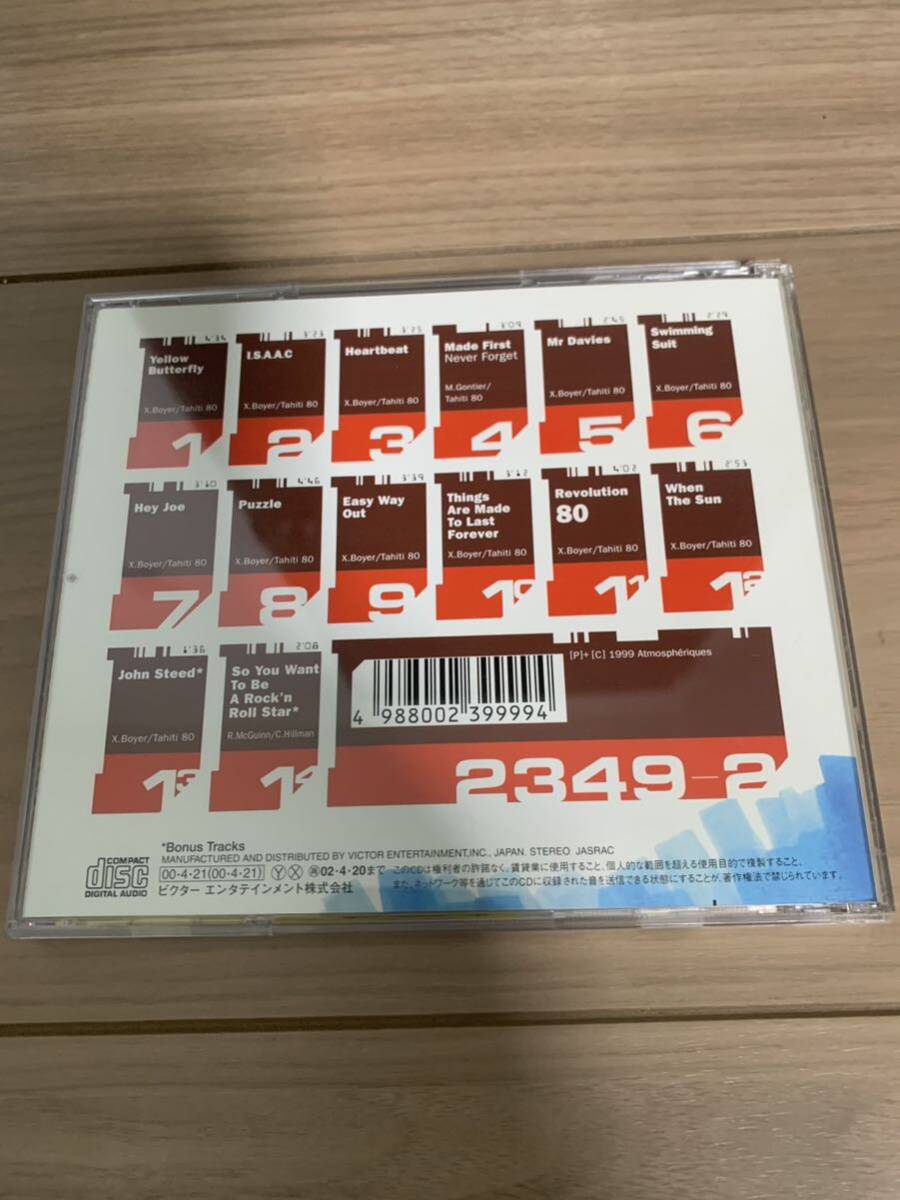 4:34
Yellow
Butterfly
X.Boyer/Tahiti 80
1
3:23
I.S.A.A.C
X.Boyer/Tahiti 80
2
3:25
Heartbeat
X.Boyer/Tahiti 80
3
3:09
Made First
Never Forget
M.Gontier/
Tahiti 80
4
2:45
Mr Davies
X.Boyer/Tahiti 80
5
2:29
Swimming
Suit
X.Boyer/Tahiti 80
6
3:10
Hey Joe
X.Boyer/Tahiti 80
7
4:46
Puzzle
X.Boyer/Tahiti 80
8
3:39
Easy Way
Out
X.Boyer/Tahiti 80
9
3:12
Things
Are Made
To Last
Forever
X.Boyer/Tahiti 80
10
4:02
Revolution
80
X.Boyer/Tahiti 80
11
2:53
When
The Sun
X.Boyer/Tahiti 80
12
1:36
John Steed*
X.Boyer/Tahiti 80
13
2:08
So You Want
To Be
A Rock'n
Roll Star*
R.McGuinn/C.Hillman
14
[P]+[C] 1999 Atmosphériques
4 988002 399994
2349-2
*Bonus Tracks
MANUFACTURED AND DISTRIBUTED BY VICTOR ENTERTAINMENT,INC., JAPAN. STEREO JASRAC
COMPACT
disc
DIGITAL AUDIO
00-4-21(00-4-21) Ⓨ Ⓧ ㋹02・4・20まで このCDは権利者の許諾なく、賃貸業に使用すること、個人的な範囲を超える使用目的で複製すること、
ビクター エンタテインメント株式会社 また、ネットワーク等を通じてこのCDに収録された音を送信できる状態にすることが、著作権法で禁じられています。